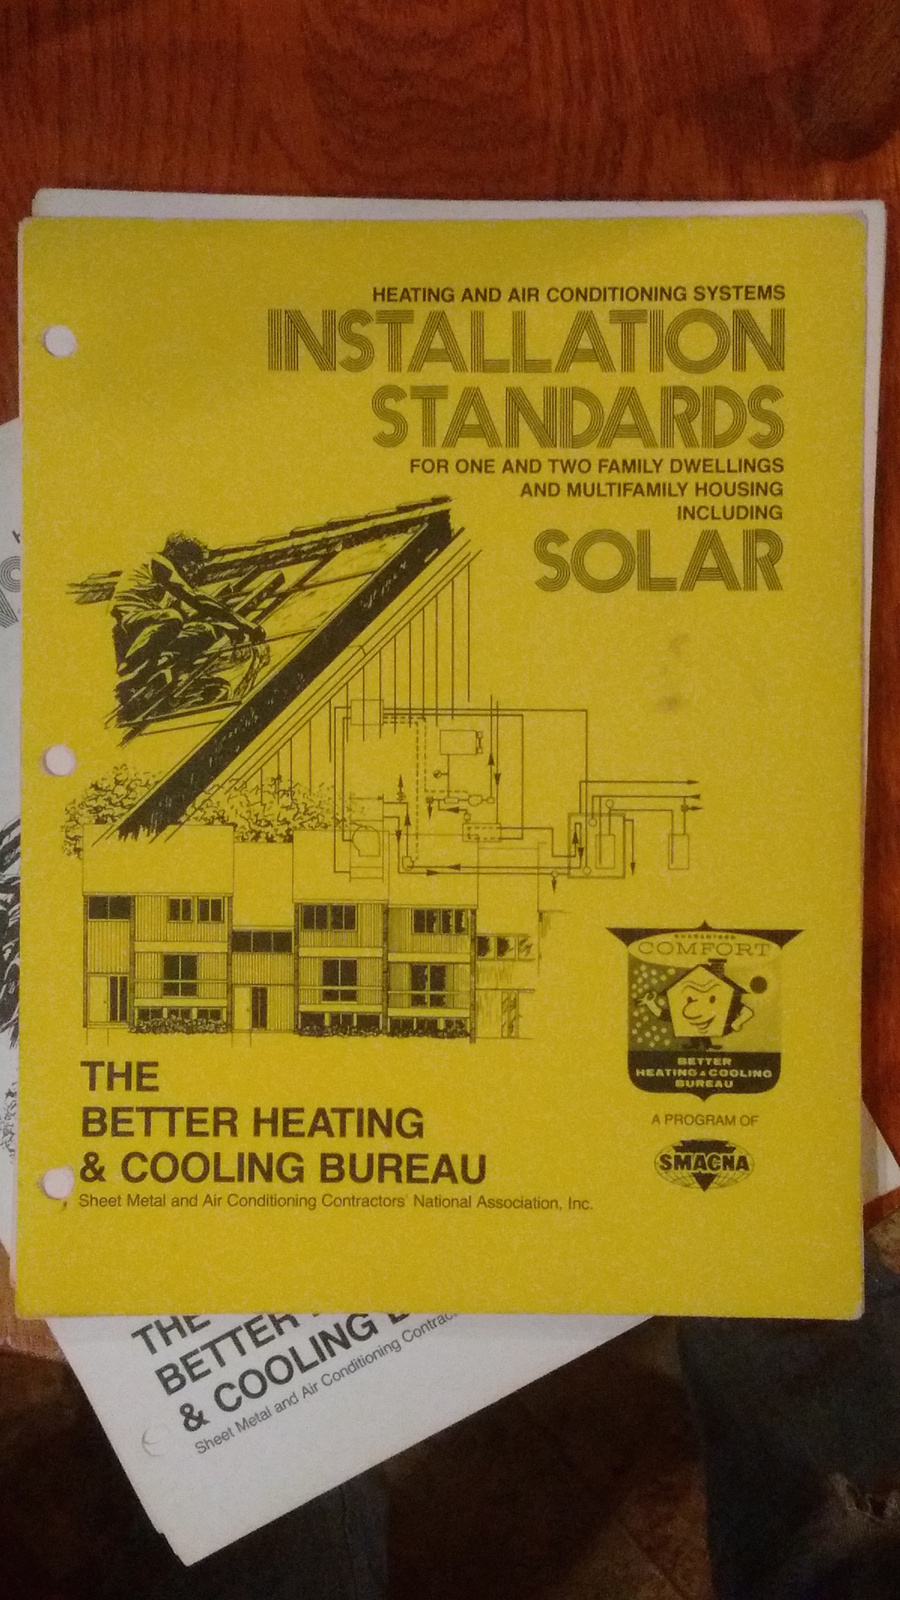 HEATING AND AIR CONDITIONING SYSTEMS
INSTALLATION
STANDARDS
FOR ONE AND TWO FAMILY DWELLINGS
AND MULTIFAMILY HOUSING
INCLUDING
SOLAR
GUARANTEED
COMFORT
BETTER
HEATING & COOLING
BUREAU
A PROGRAM OF
SMACNA
THE
BETTER HEATING
& COOLING BUREAU
Sheet Metal and Air Conditioning Contractors' National Association, Inc.
THE
BETTER
& COOLING
Sheet Metal and Air Conditioning